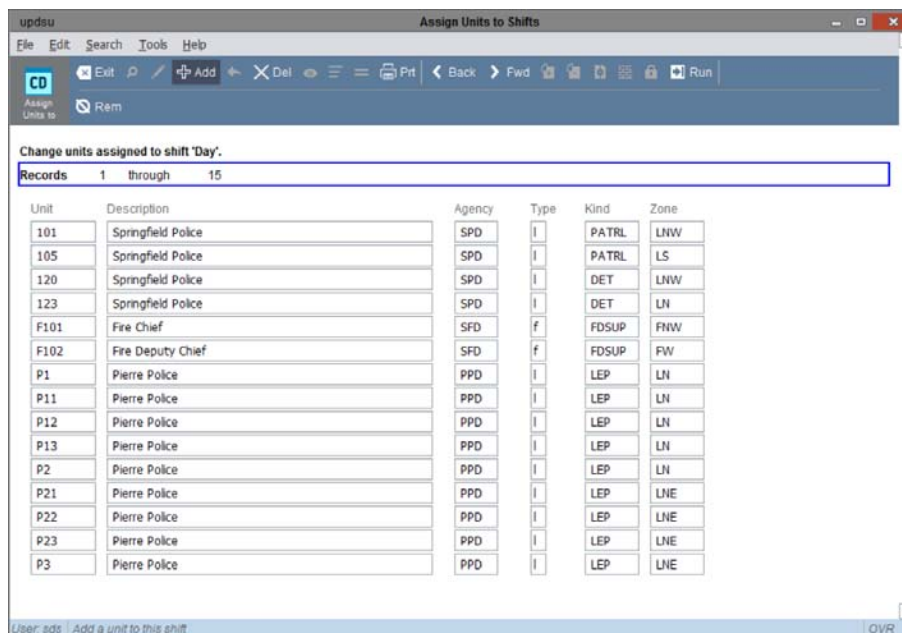 updsu Assign Units to Shifts
File Edit Search Tools Help
CD Exit Add Del Prt Back Fwd Run
Assign Units to Rem
Change units assigned to shift 'Day'.
Records 1 through 15
Unit Description Agency Type Kind Zone
101 Springfield Police SPD l PATRL LNW
105 Springfield Police SPD l PATRL LS
120 Springfield Police SPD l DET LNW
123 Springfield Police SPD l DET LN
F101 Fire Chief SFD f FDSUP FNW
F102 Fire Deputy Chief SFD f FDSUP FW
P1 Pierre Police PPD l LEP LN
P11 Pierre Police PPD l LEP LN
P12 Pierre Police PPD l LEP LN
P13 Pierre Police PPD l LEP LN
P2 Pierre Police PPD l LEP LN
P21 Pierre Police PPD l LEP LNE
P22 Pierre Police PPD l LEP LNE
P23 Pierre Police PPD l LEP LNE
P3 Pierre Police PPD l LEP LNE
User: sds Add a unit to this shift OVR